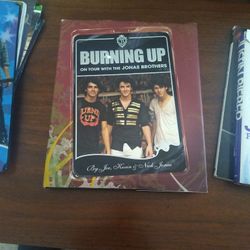 BURNING UP
ON TOUR WITH THE JONAS BROTHERS
By Joe, Kevin & Nick Jonas